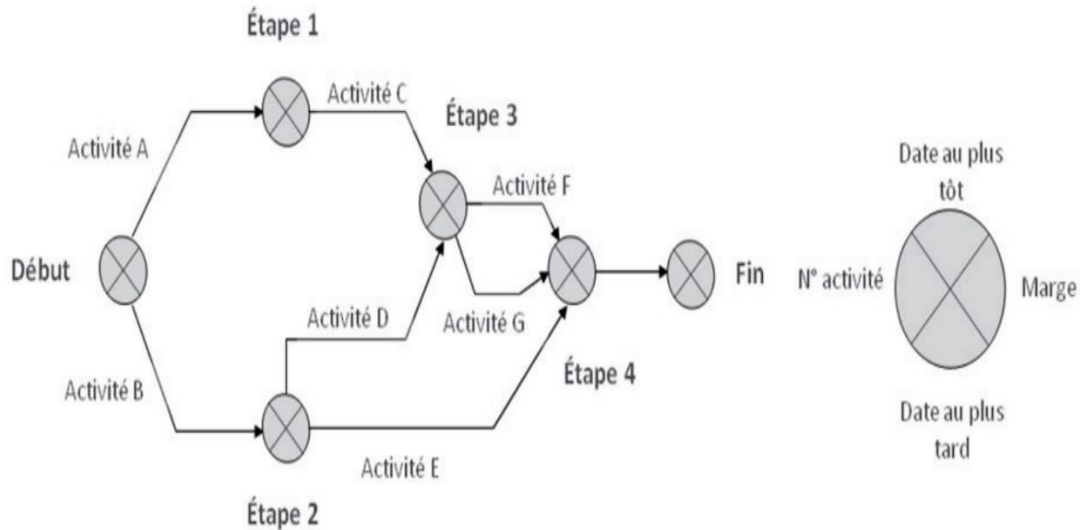 Étape 1
Activité C
Étape 3
Activité A
Activité F
Début
Activité D
Activité G
Fin
Activité B
Étape 4
Activité E
Étape 2
Date au plus
tôt
N° activité
Marge
Date au plus
tard